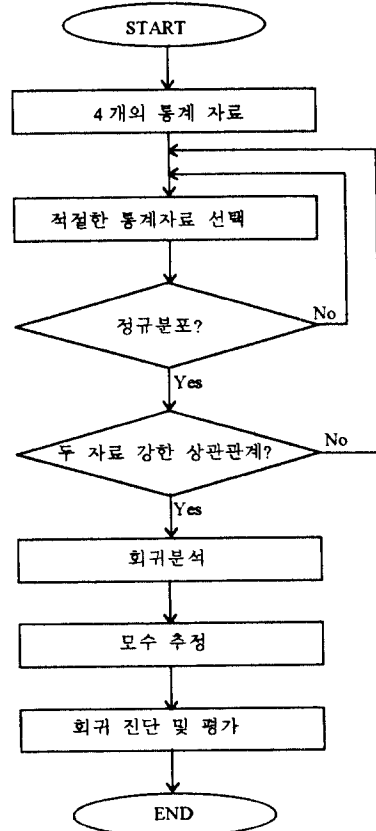 START
4개의 통계 자료
적절한 통계자료 선택
정규분포?
No
Yes
두 자료 강한 상관관계?
No
Yes
회귀분석
모수 추정
회귀 진단 및 평가
END